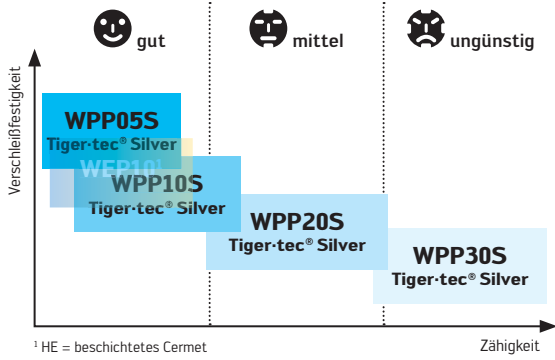 gut
mittel
ungünstig
Verschleißfestigkeit
WPP05S
Tiger·tec® Silver
WEP10¹
WPP10S
Tiger·tec® Silver
WPP20S
Tiger·tec® Silver
WPP30S
Tiger·tec® Silver
¹ HE = beschichtetes Cermet
Zähigkeit